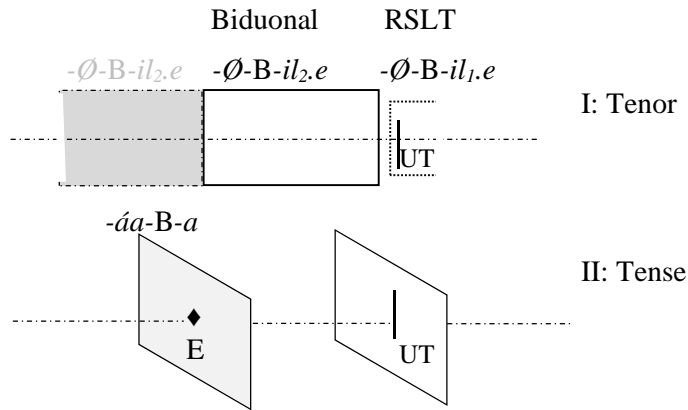 Biduonal RSLT
-Ø-B-il₂.e -Ø-B-il₂.e -Ø-B-il₁.e
I: Tenor
UT
-áa-B-a
II: Tense
E UT